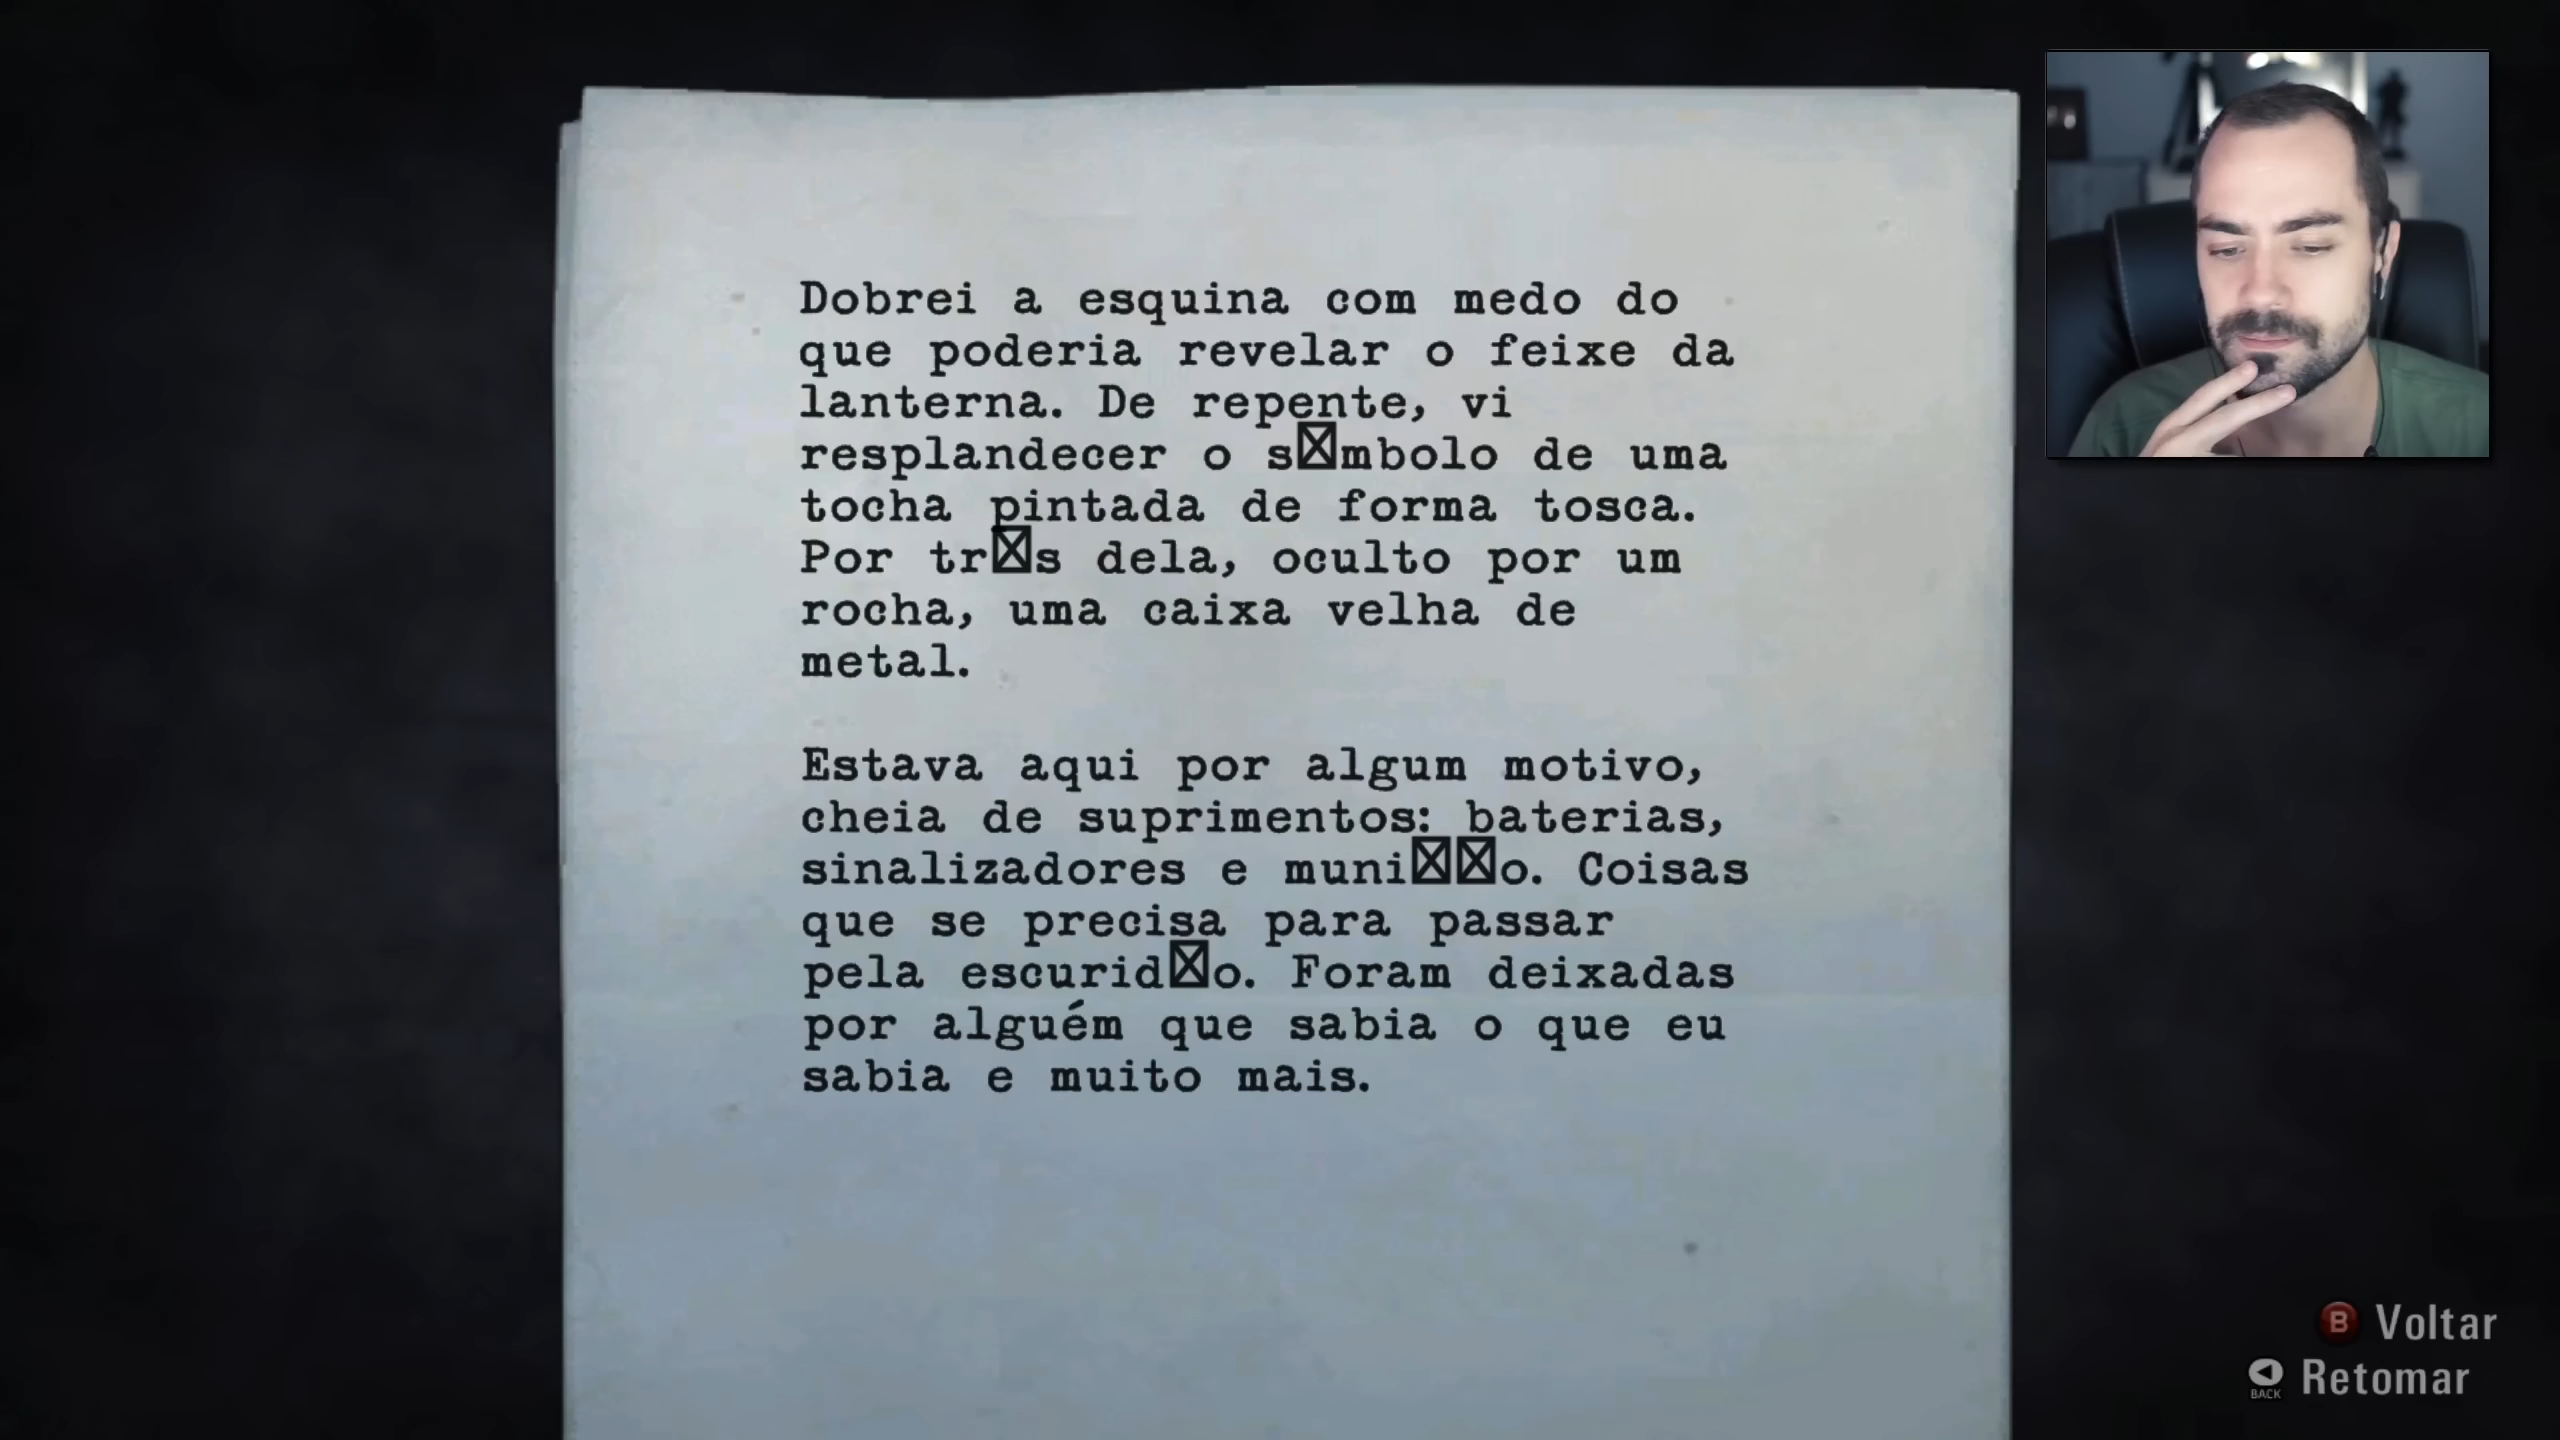 Dobrei a esquina com medo do
que poderia revelar o feixe da
lanterna. De repente, vi
resplandecer o s☒mbolo de uma
tocha pintada de forma tosca.
Por tr☒s dela, oculto por um
rocha, uma caixa velha de
metal.
Estava aqui por algum motivo,
cheia de suprimentos: baterias,
sinalizadores e muni☒☒o. Coisas
que se precisa para passar
pela escurid☒o. Foram deixadas
por alguém que sabia o que eu
sabia e muito mais.
B Voltar
BACK Retomar